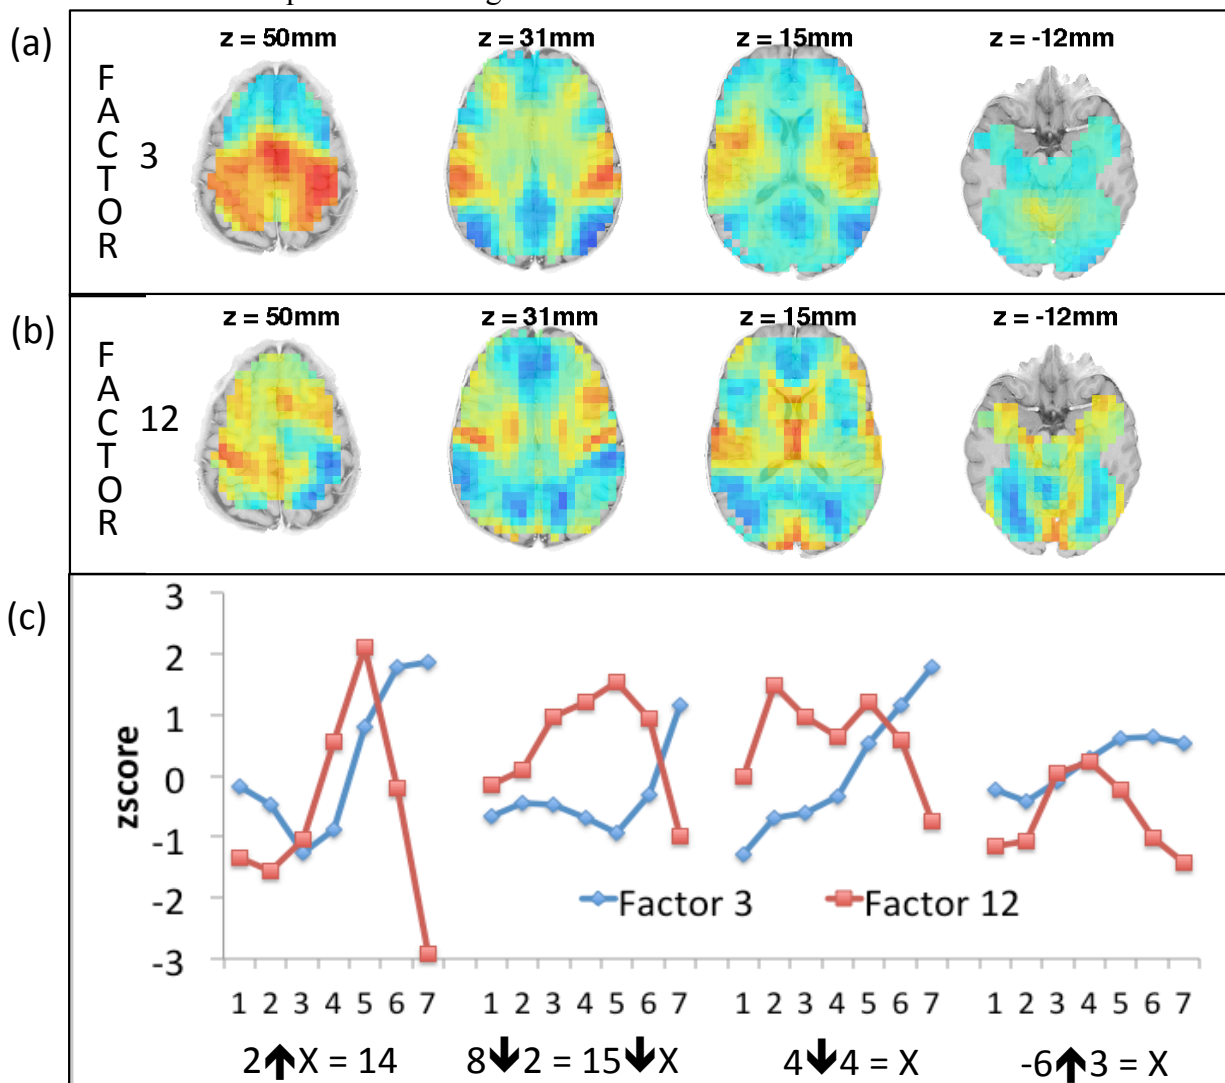 (a)
z = 50mm z = 31mm z = 15mm z = -12mm
FACTOR 3
(b)
z = 50mm z = 31mm z = 15mm z = -12mm
FACTOR 12
(c)
zscore
3
2
1
0
-1
-2
-3
Factor 3 Factor 12
1 2 3 4 5 6 7 1 2 3 4 5 6 7 1 2 3 4 5 6 7 1 2 3 4 5 6 7
2↑X = 14 8↓2 = 15↓X 4↓4 = X -6↑3 = X